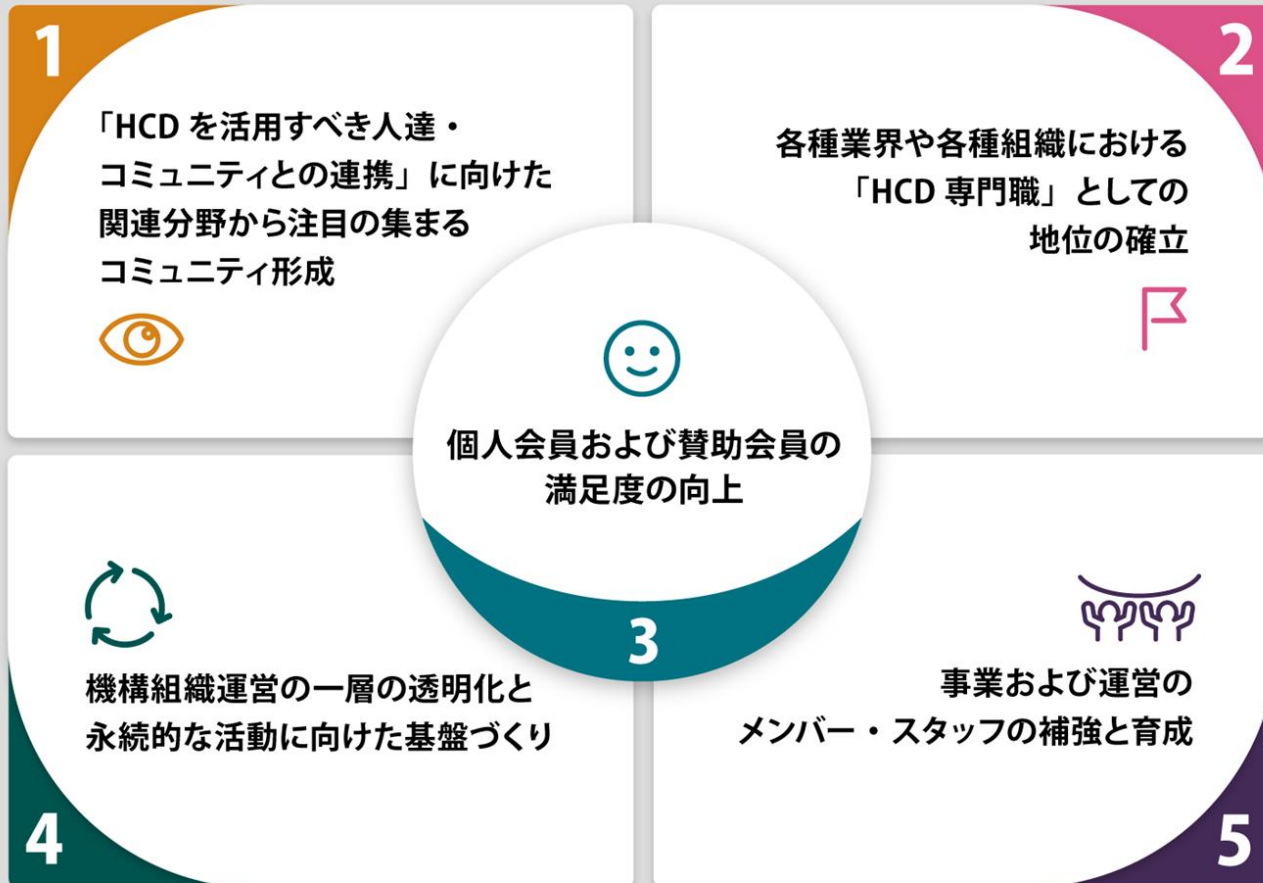 1
「HCD を活用すべき人達・
コミュニティとの連携」に向けた
関連分野から注目の集まる
コミュニティ形成
2
各種業界や各種組織における
「HCD 専門職」としての
地位の確立
個人会員および賛助会員の
満足度の向上
3
機構組織運営の一層の透明化と
永続的な活動に向けた基盤づくり
4
事業および運営の
メンバー・スタッフの補強と育成
5